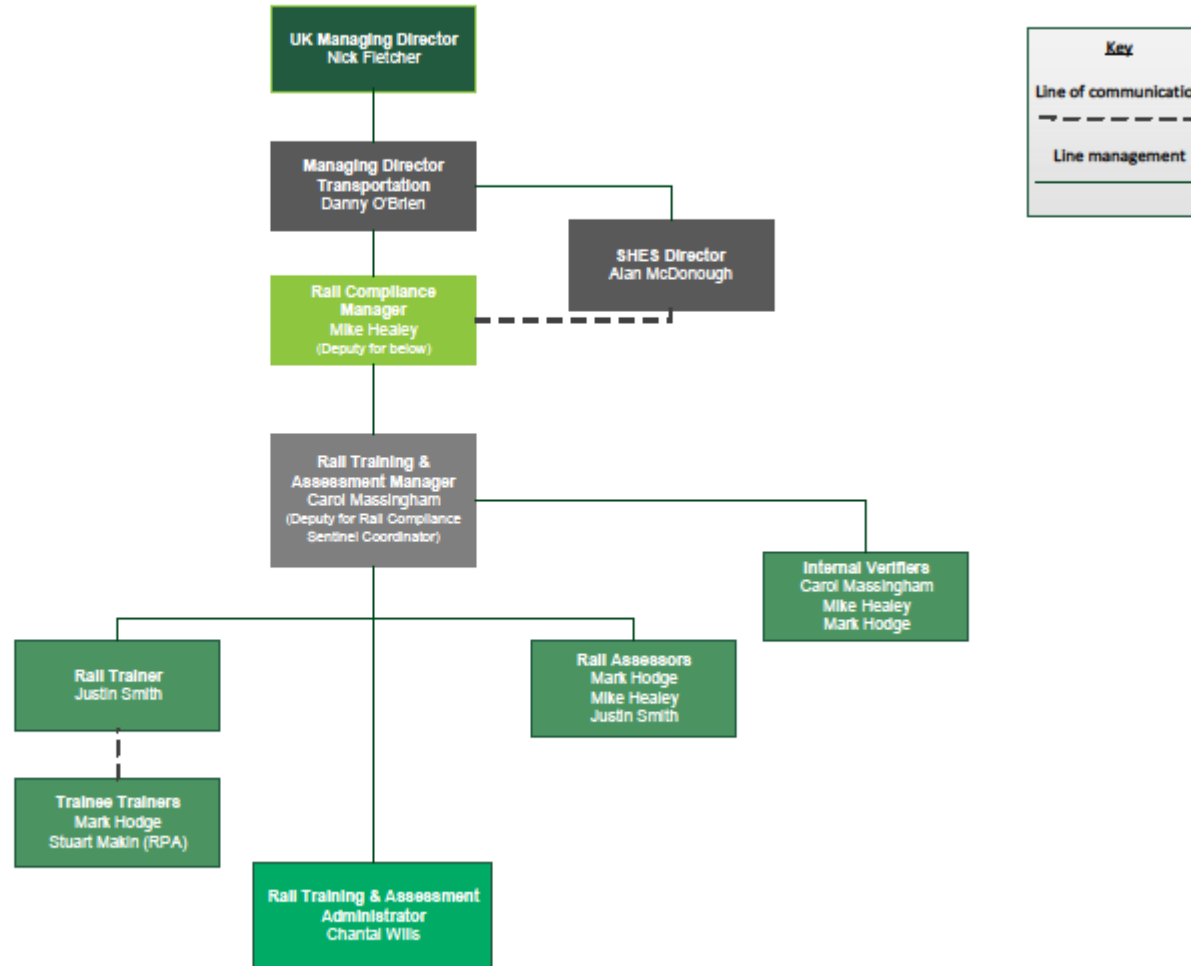 UK Managing Director
Nick Fletcher
Key
Line of communicatio
Line management
Managing Director
Transportation
Danny O'Brien
SHES Director
Alan McDonough
Rail Compliance
Manager
Mike Healey
(Deputy for below)
Rail Training &
Assessment Manager
Carol Massingham
(Deputy for Rail Compliance
Sentinel Coordinator)
Internal Verifiers
Carol Massingham
Mike Healey
Mark Hodge
Rail Trainer
Justin Smith
Rail Assessors
Mark Hodge
Mike Healey
Justin Smith
Trainee Trainers
Mark Hodge
Stuart Makin (RPA)
Rail Training & Assessment
Administrator
Chantal Wills